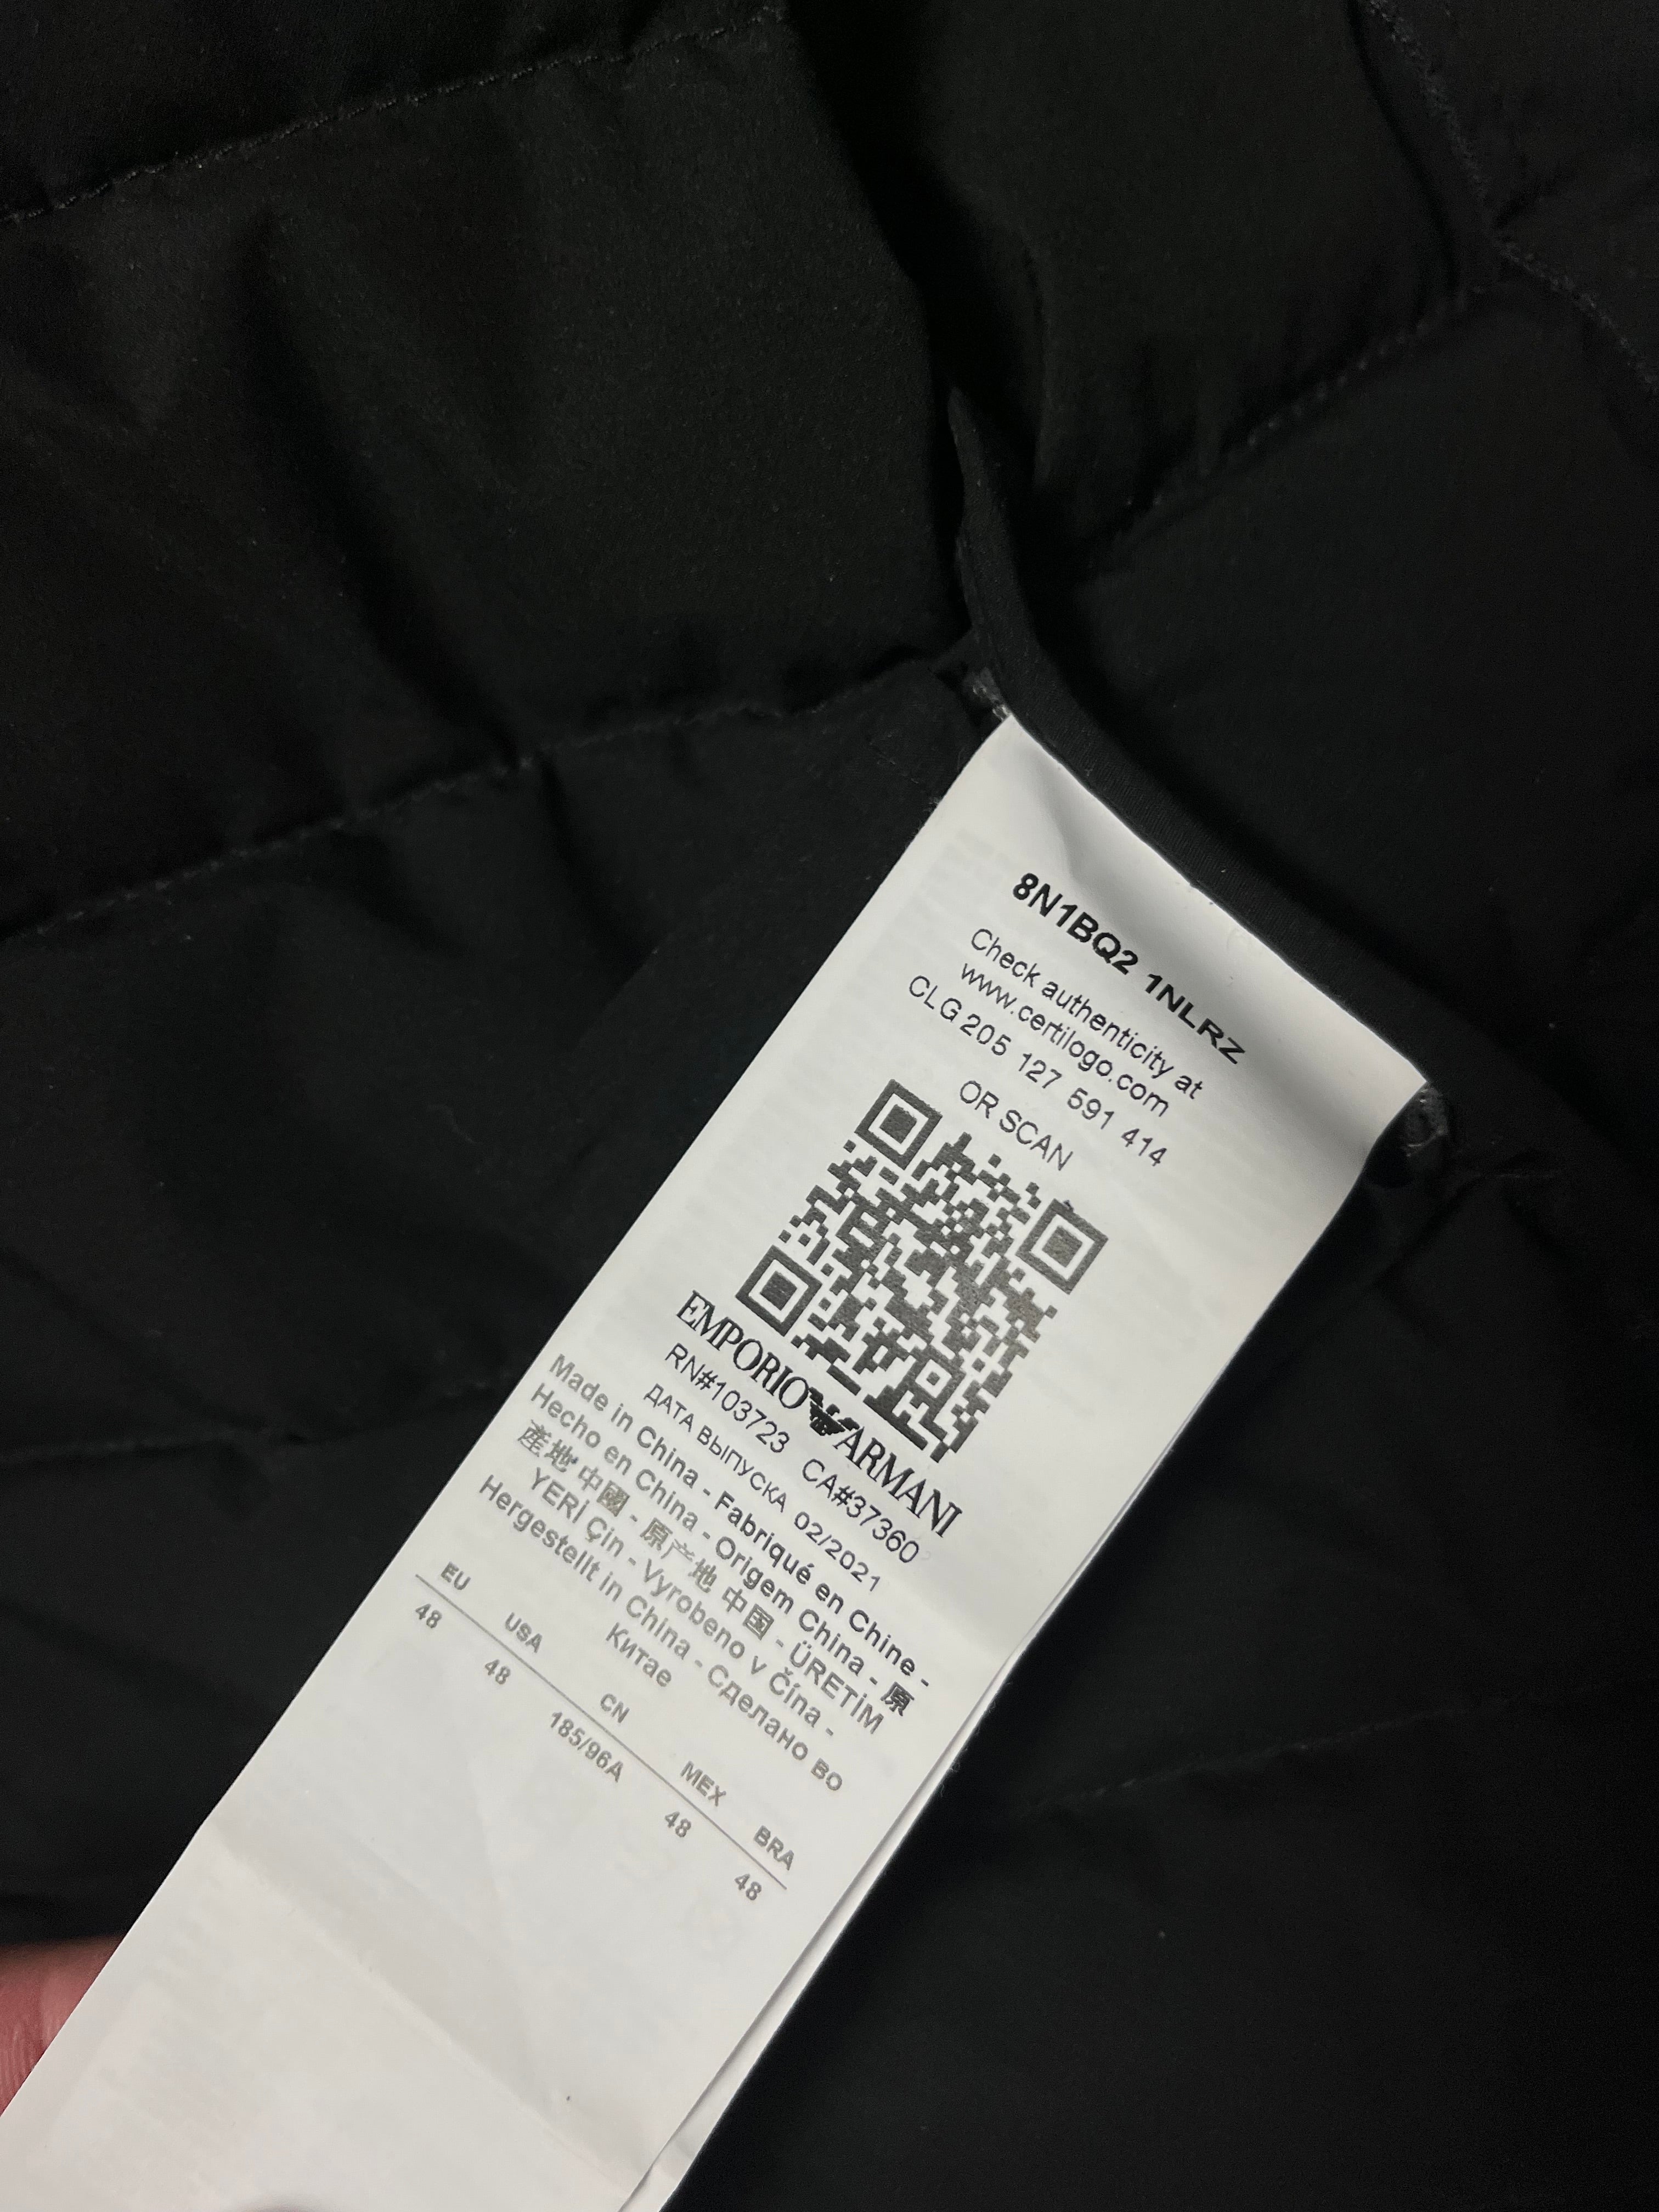 8N1BQ2 1NLRZ
Check authenticity at
www.certilogo.com
CLG 205 127 591 414
OR SCAN
EMPORIO ARMANI
RN#103723 CA#37360
ДАТА ВЫПУСКА 02/2021
Made in China - Fabriqué en Chine -
Hecho en China - Origem China - 原
産地 中國 - 原产地 中国 - ÜRETİM
YERİ Çin - Vyrobeno v Čína -
Hergestellt in China - Сделано во
Китае
EU USA CN MEX BRA
48 48 185/96A 48 48